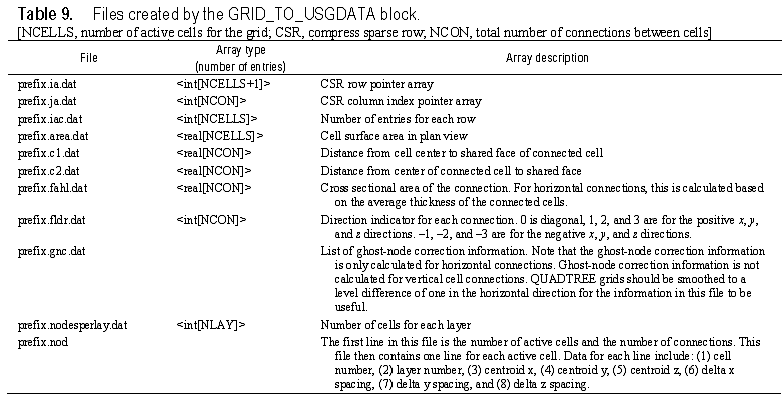 Table 9. Files created by the GRID_TO_USGDATA block.
[NCELLS, number of active cells for the grid; CSR, compress sparse row; NCON, total number of connections between cells]
File Array type (number of entries) Array description
prefix.ia.dat <int[NCELLS+1]> CSR row pointer array
prefix.ja.dat <int[NCON]> CSR column index pointer array
prefix.iac.dat <int[NCELLS]> Number of entries for each row
prefix.area.dat <real[NCELLS]> Cell surface area in plan view
prefix.c1.dat <real[NCON]> Distance from cell center to shared face of connected cell
prefix.c2.dat <real[NCON]> Distance from center of connected cell to shared face
prefix.fahl.dat <real[NCON]> Cross sectional area of the connection. For horizontal connections, this is calculated based
on the average thickness of the connected cells.
prefix.fldr.dat <int[NCON]> Direction indicator for each connection. 0 is diagonal, 1, 2, and 3 are for the positive x, y,
and z directions. –1, –2, and –3 are for the negative x, y, and z directions.
prefix.gnc.dat List of ghost-node correction information. Note that the ghost-node correction information
is only calculated for horizontal connections. Ghost-node correction information is not
calculated for vertical cell connections. QUADTREE grids should be smoothed to a
level difference of one in the horizontal direction for the information in this file to be
useful.
prefix.nodesperlay.dat <int[NLAY]> Number of cells for each layer
prefix.nod The first line in this file is the number of active cells and the number of connections. This
file then contains one line for each active cell. Data for each line include: (1) cell
number, (2) layer number, (3) centroid x, (4) centroid y, (5) centroid z, (6) delta x
spacing, (7) delta y spacing, and (8) delta z spacing.